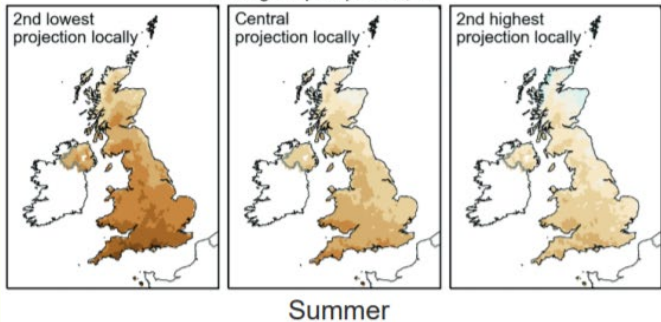 2nd lowest
projection locally
Central
projection locally
2nd highest
projection locally
Summer